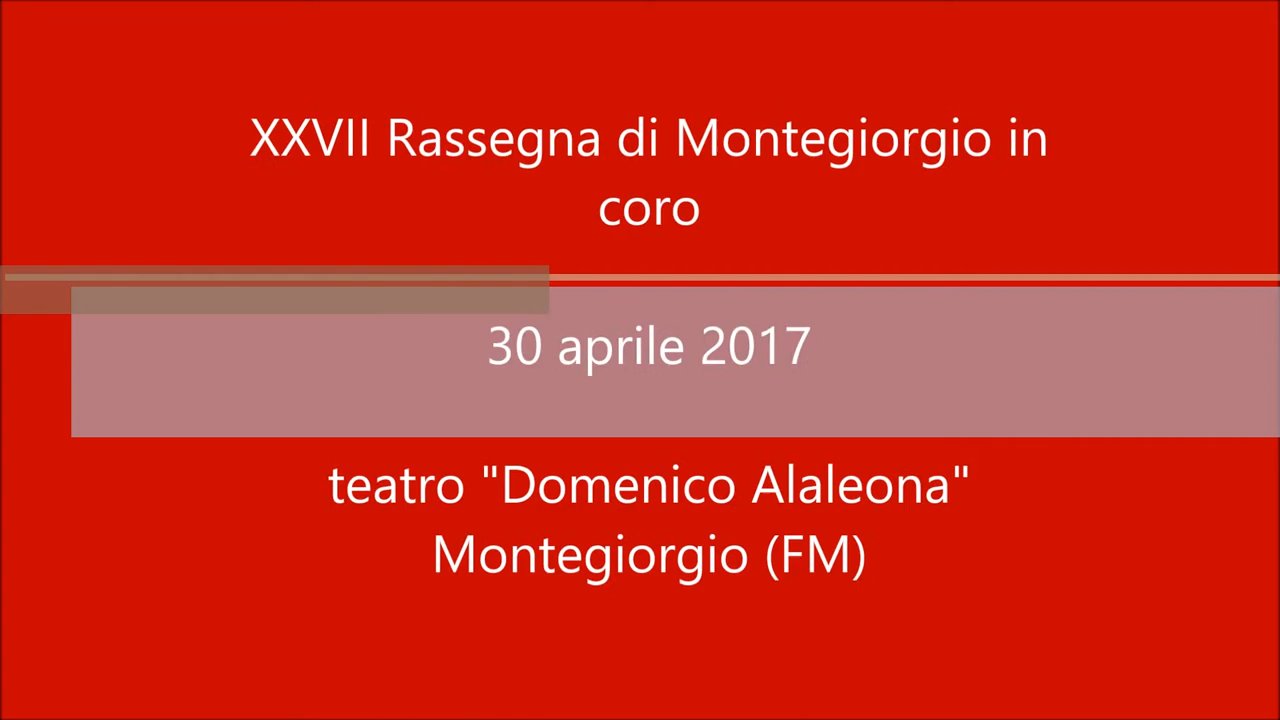 XXVII Rassegna di Montegiorgio in
coro
30 aprile 2017
teatro "Domenico Alaleona"
Montegiorgio (FM)